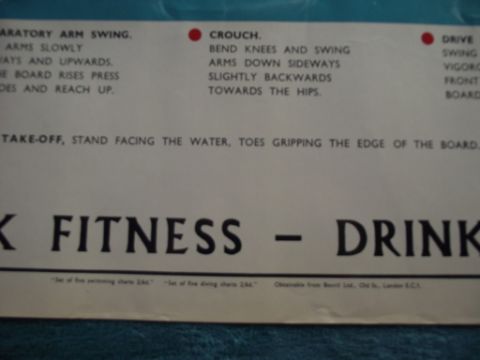 ARATORY ARM SWING.
ARMS SLOWLY
WAYS AND UPWARDS.
HE BOARD RISES PRESS
OES AND REACH UP.
CROUCH.
BEND KNEES AND SWING
ARMS DOWN SIDEWAYS
SLIGHTLY BACKWARDS
TOWARDS THE HIPS.
DRIVE
SWING
VIGORO
FRONT
BOARD
TAKE-OFF, STAND FACING THE WATER, TOES GRIPPING THE EDGE OF THE BOARD.
K FITNESS – DRINK
"Set of five swimming charts 2/6d." "Set of five diving charts 2/6d." Obtainable from Bovril Ltd., Old St., London E.C.1.